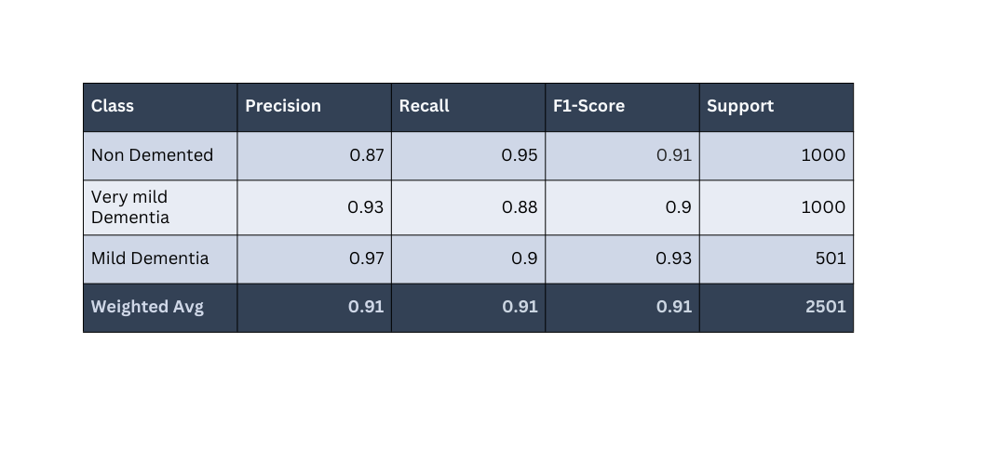 Class Precision Recall F1-Score Support
Non Demented 0.87 0.95 0.91 1000
Very mild
Dementia 0.93 0.88 0.9 1000
Mild Dementia 0.97 0.9 0.93 501
Weighted Avg 0.91 0.91 0.91 2501